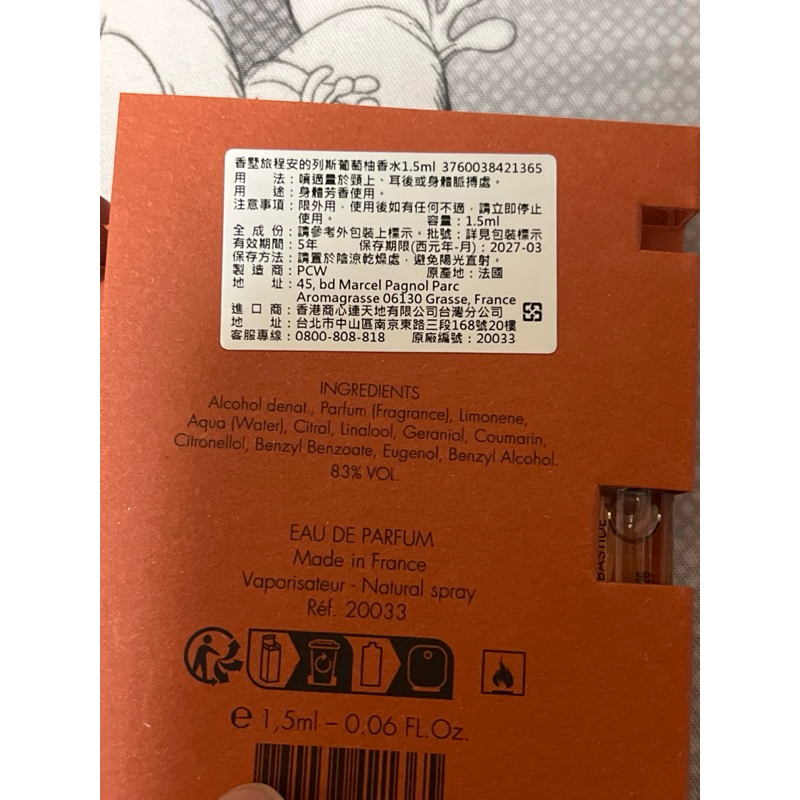 香墅旅程安的列斯葡萄柚香水1.5ml 3760038421365
用 法：噴適量於頸上、耳後或身體脈搏處。
用 途：身體芳香使用。
注意事項：限外用，使用後如有任何不適，請立即停止
使用。 容量：1.5ml
全 成 份：請參考外包裝上標示。批號：詳見包裝標示
有效期間：5年 保存期限(西元年-月)：2027-03
保存方法：請置於陰涼乾燥處，避免陽光直射。
製 造 商：PCW 原產地：法國
地 址：45, bd Marcel Pagnol Parc
Aromagrasse 06130 Grasse, France
進 口 商：香港商心連天地有限公司台灣分公司
地 址：台北市中山區南京東路三段168號20樓
客服專線：0800-808-818 原廠編號：20033
INGREDIENTS
Alcohol denat., Parfum (Fragrance), Limonene,
Aqua (Water), Citral, Linalool, Geraniol, Coumarin,
Citronellol, Benzyl Benzoate, Eugenol, Benzyl Alcohol.
83% VOL.
BASTIDE
EAU DE PARFUM
Made in France
Vaporisateur - Natural spray
Réf. 20033
e 1,5ml – 0.06 FL.Oz.